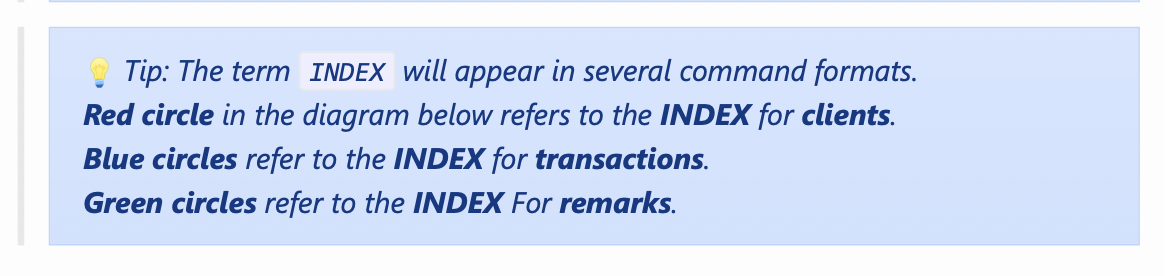 💡 Tip: The term INDEX will appear in several command formats.
Red circle in the diagram below refers to the INDEX for clients.
Blue circles refer to the INDEX for transactions.
Green circles refer to the INDEX For remarks.